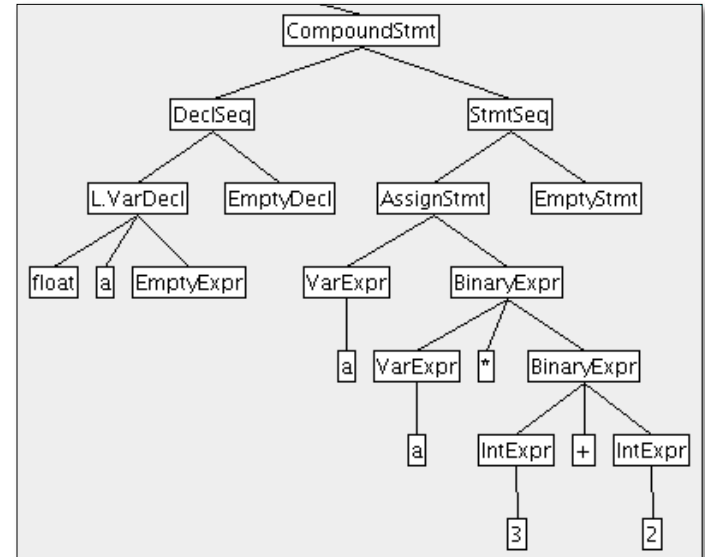 CompoundStmt
DeclSeq StmtSeq
L.VarDecl EmptyDecl AssignStmt EmptyStmt
float a EmptyExpr VarExpr BinaryExpr
a VarExpr * BinaryExpr
a IntExpr + IntExpr
3 2